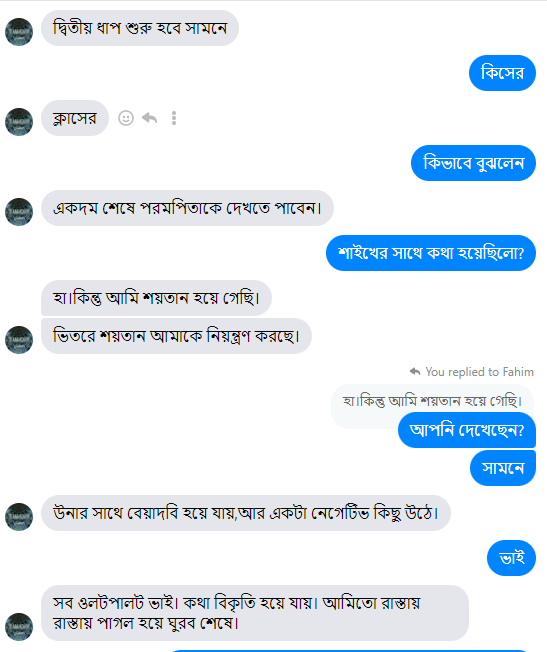 দ্বিতীয় ধাপ শুরু হবে সামনে
কিসের
ক্লাসের
কিভাবে বুঝলেন
একদম শেষে পরমপিতাকে দেখতে পাবেন।
শাইখের সাথে কথা হয়েছিলো?
হা।কিন্তু আমি শয়তান হয়ে গেছি।
ভিতরে শয়তান আমাকে নিয়ন্ত্রণ করছে।
You replied to Fahim
হা।কিন্তু আমি শয়তান হয়ে গেছি।
আপনি দেখেছেন?
সামনে
উনার সাথে বেয়াদবি হয়ে যায়,আর একটা নেগেটিভ কিছু উঠে।
ভাই
সব ওলটপালট ভাই। কথা বিকৃতি হয়ে যায়। আমিতো রাস্তায়
রাস্তায় পাগল হয়ে ঘুরব শেষে।